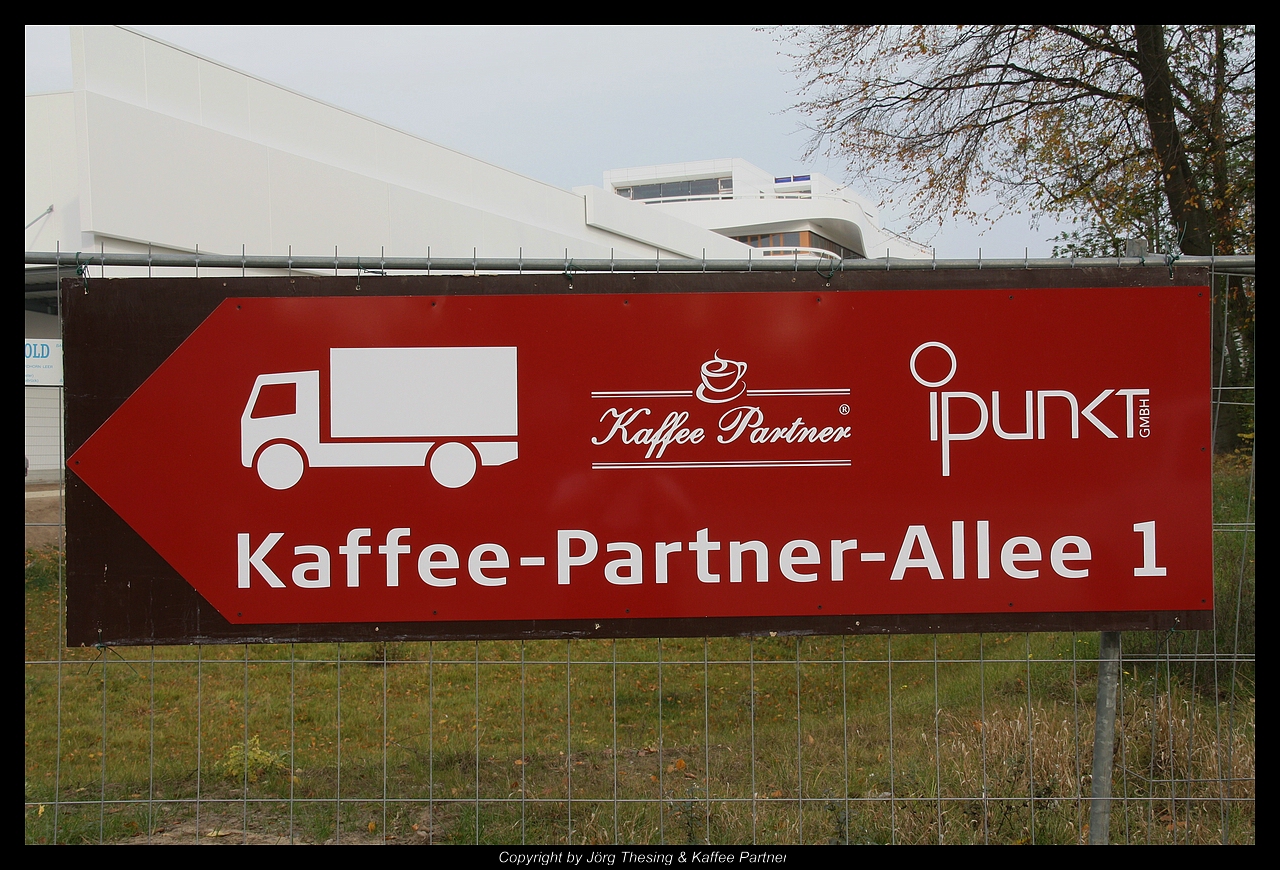 OLD
Kaffee Partner®
ipunkt GMBH
Kaffee-Partner-Allee 1
Copyright by Jörg Thesing & Kaffee Partner